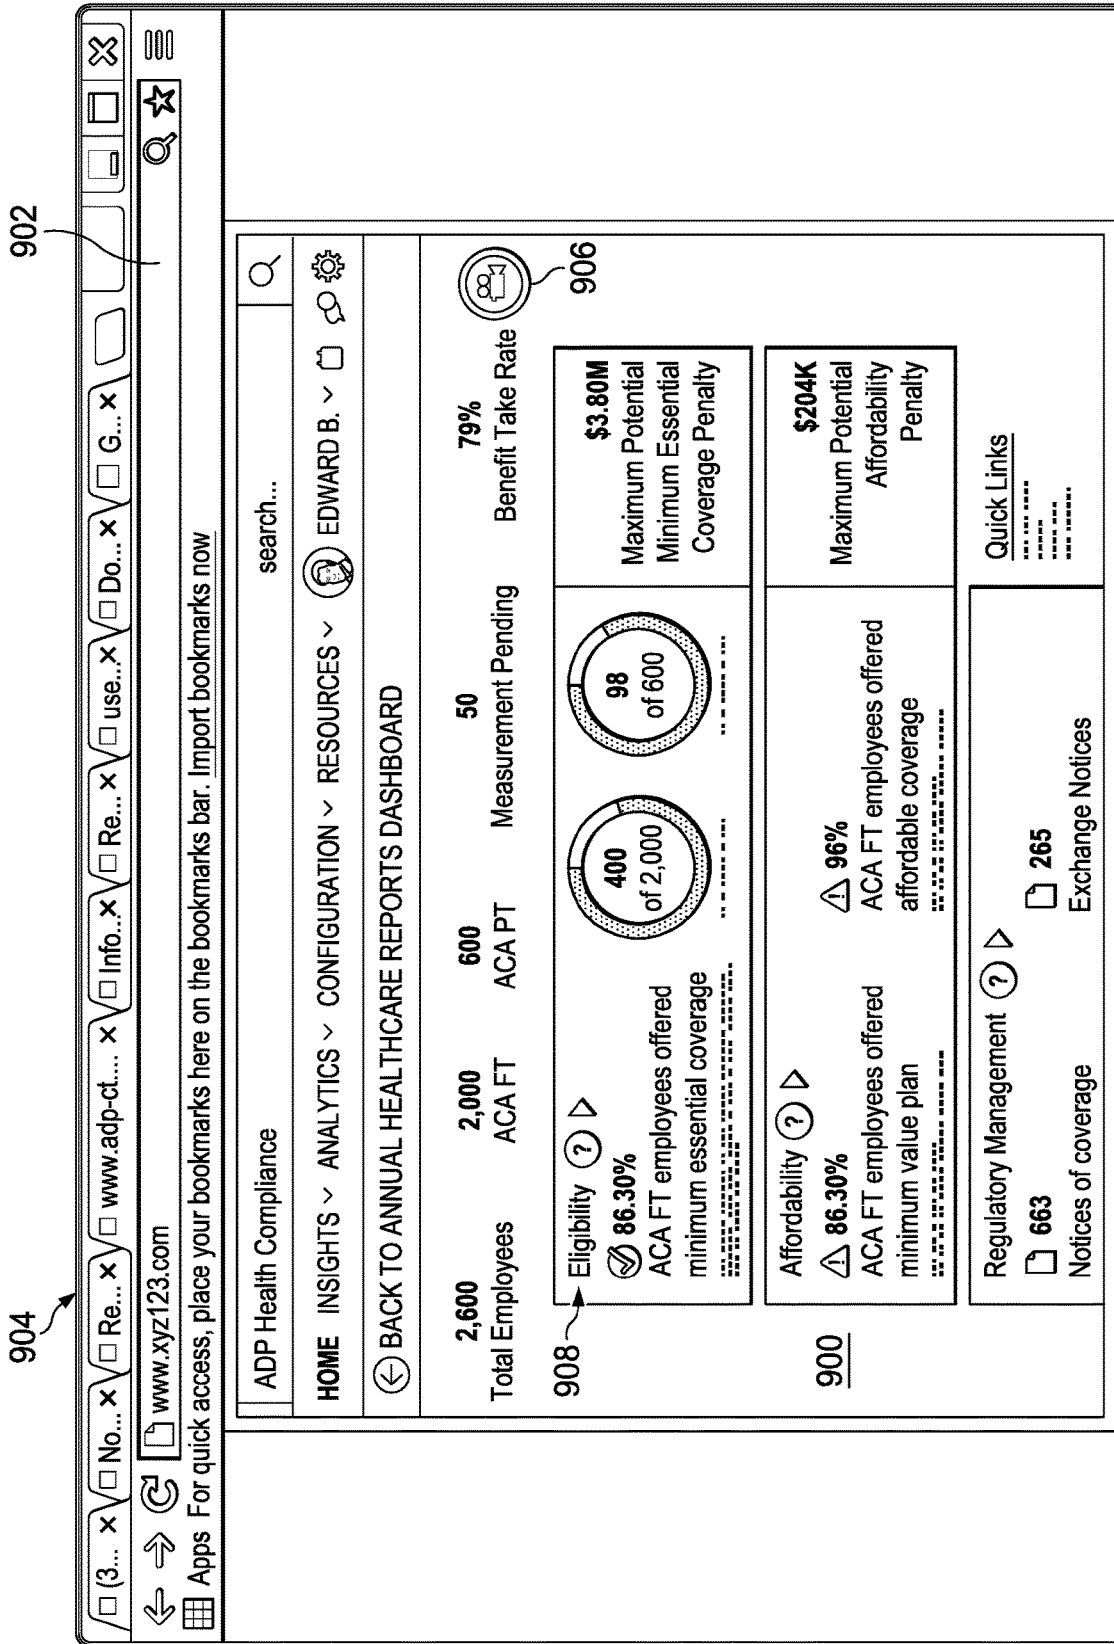 904
902
(3... × No... × Re... × www.adp-ct.... × Info...× Re... × use...× Do... × G... ×
www.xyz123.com
Apps For quick access, place your bookmarks here on the bookmarks bar. Import bookmarks now
ADP Health Compliance search...
HOME INSIGHTS ANALYTICS CONFIGURATION RESOURCES EDWARD B.
BACK TO ANNUAL HEALTHCARE REPORTS DASHBOARD
2,600 2,000 600 50 79%
Total Employees ACA FT ACA PT Measurement Pending Benefit Take Rate
906
908
Eligibility ?
86.30%
ACA FT employees offered
minimum essential coverage
400
of 2,000
98
of 600
$3.80M
Maximum Potential
Minimum Essential
Coverage Penalty
900
Affordability ?
86.30%
ACA FT employees offered
minimum value plan
96%
ACA FT employees offered
affordable coverage
$204K
Maximum Potential
Affordability
Penalty
Regulatory Management ?
663
Notices of coverage
265
Exchange Notices
Quick Links